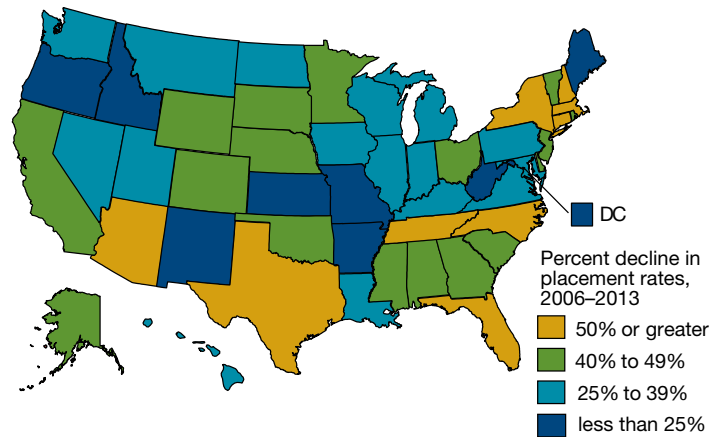 DC
Percent decline in
placement rates,
2006–2013
50% or greater
40% to 49%
25% to 39%
less than 25%